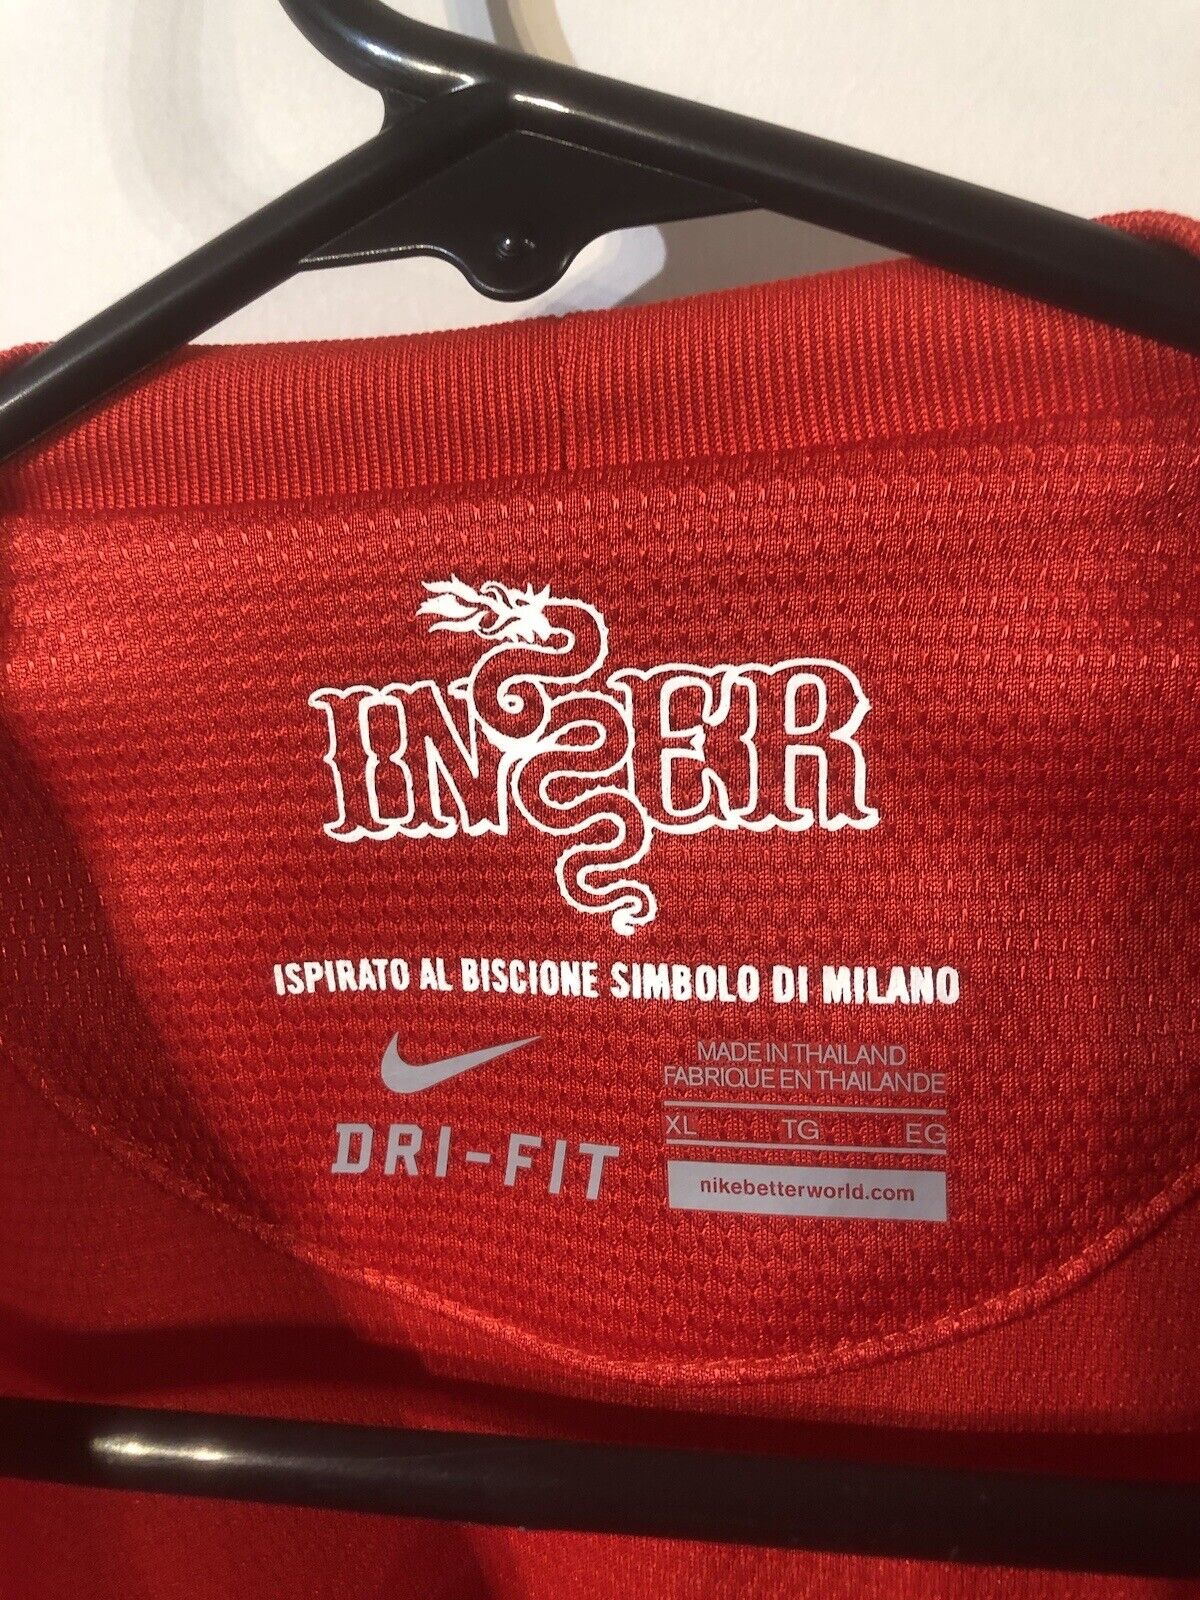 INTER
ISPIRATO AL BISCIONE SIMBOLO DI MILANO
DRI-FIT
MADE IN THAILAND
FABRIQUE EN THAILANDE
XL TG EG
nikebetterworld.com